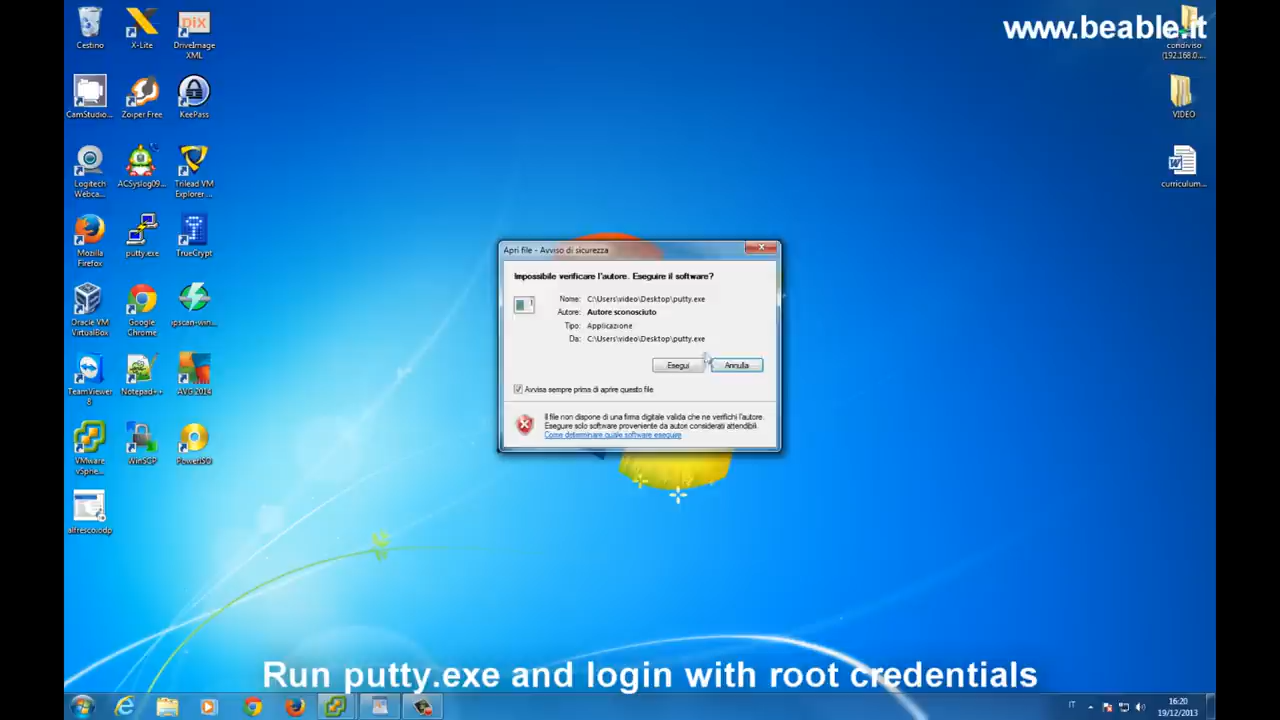 www.beable.it
Cestino
X-Lite
DriveImage
XML
condiviso
(192.168.0....
CamStudio...
Zoiper Free
KeePass
VIDEO
Logitech
Webca...
ACSyslog09...
Trilead VM
Explorer ...
curriculum...
Mozilla
Firefox
putty.exe
TrueCrypt
Apri file - Avviso di sicurezza
Impossibile verificare l'autore. Eseguire il software?
Nome: C:\Users\video\Desktop\putty.exe
Autore: Autore sconosciuto
Tipo: Applicazione
Da: C:\Users\video\Desktop\putty.exe
Esegui
Annulla
Avvisa sempre prima di aprire questo file
Il file non dispone di una firma digitale valida che ne verifichi l'autore.
Eseguire solo software proveniente da autori considerati attendibili.
Come determinare quale software eseguire
Oracle VM
VirtualBox
Google
Chrome
ipscan-win...
TeamViewer
8
Notepad++
AVG 2014
VMware
vSphe...
WinSCP
PowerISO
alfresco.odp
Run putty.exe and login with root credentials
IT
16:20
19/12/2013